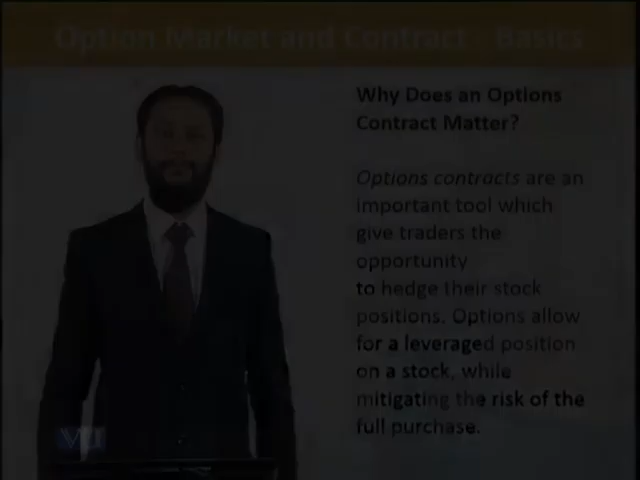 Option Market and Contract - Basics
Why Does an Options
Contract Matter?
Options contracts are an
important tool which
give traders the
opportunity
to hedge their stock
positions. Options allow
for a leveraged position
on a stock, while
mitigating the risk of the
full purchase.